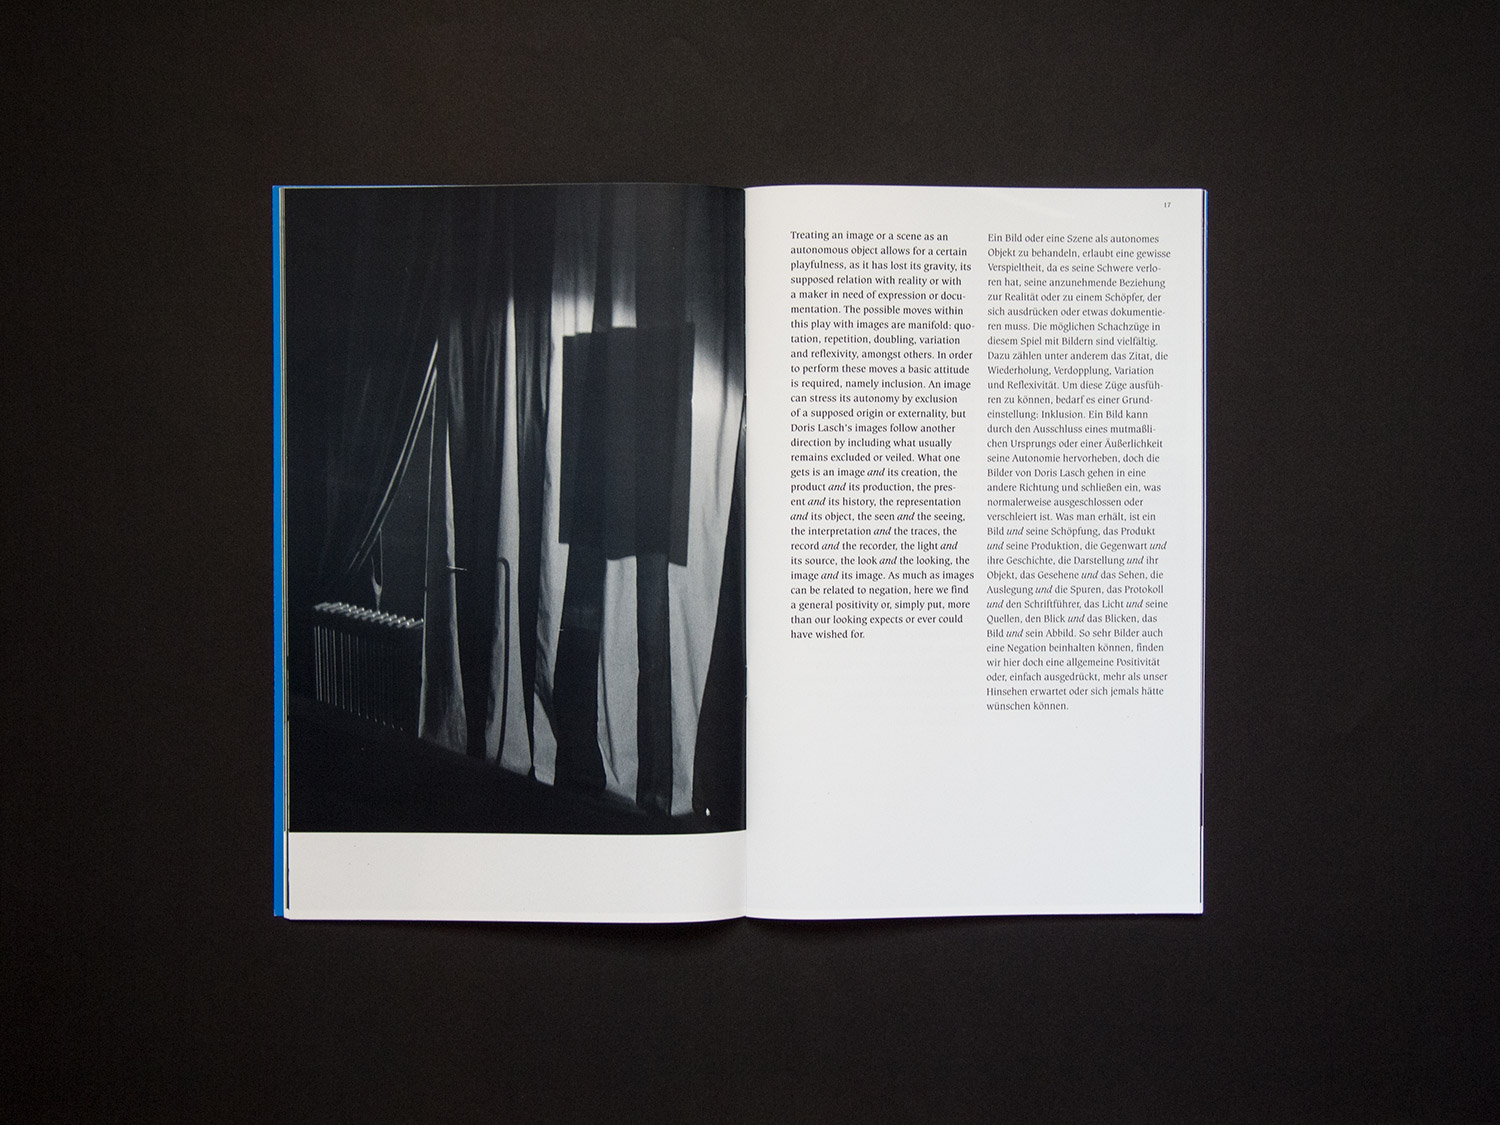 17
Treating an image or a scene as an
autonomous object allows for a certain
playfulness, as it has lost its gravity, its
supposed relation with reality or with
a maker in need of expression or docu-
mentation. The possible moves within
this play with images are manifold: quo-
tation, repetition, doubling, variation
and reflexivity, amongst others. In order
to perform these moves a basic attitude
is required, namely inclusion. An image
can stress its autonomy by exclusion
of a supposed origin or externality, but
Doris Lasch's images follow another
direction by including what usually
remains excluded or veiled. What one
gets is an image and its creation, the
product and its production, the pres-
ent and its history, the representation
and its object, the seen and the seeing,
the interpretation and the traces, the
record and the recorder, the light and
its source, the look and the looking, the
image and its image. As much as images
can be related to negation, here we find
a general positivity or, simply put, more
than our looking expects or ever could
have wished for.
Ein Bild oder eine Szene als autonomes
Objekt zu behandeln, erlaubt eine gewisse
Verspieltheit, da es seine Schwere verlo-
ren hat, seine anzunehmende Beziehung
zur Realität oder zu einem Schöpfer, der
sich ausdrücken oder etwas dokumentie-
ren muss. Die möglichen Schachzüge in
diesem Spiel mit Bildern sind vielfältig.
Dazu zählen unter anderem das Zitat, die
Wiederholung, Verdopplung, Variation
und Reflexivität. Um diese Züge ausfüh-
ren zu können, bedarf es einer Grund-
einstellung: Inklusion. Ein Bild kann
durch den Ausschluss eines mutmaßli-
chen Ursprungs oder einer Äußerlichkeit
seine Autonomie hervorheben, doch die
Bilder von Doris Lasch gehen in eine
andere Richtung und schließen ein, was
normalerweise ausgeschlossen oder
verschleiert ist. Was man erhält, ist ein
Bild und seine Schöpfung, das Produkt
und seine Produktion, die Gegenwart und
ihre Geschichte, die Darstellung und ihr
Objekt, das Gesehene und das Sehen, die
Auslegung und die Spuren, das Protokoll
und den Schriftführer, das Licht und seine
Quellen, den Blick und das Blicken, das
Bild und sein Abbild. So sehr Bilder auch
eine Negation beinhalten können, finden
wir hier doch eine allgemeine Positivität
oder, einfach ausgedrückt, mehr als unser
Hinsehen erwartet oder sich jemals hätte
wünschen können.